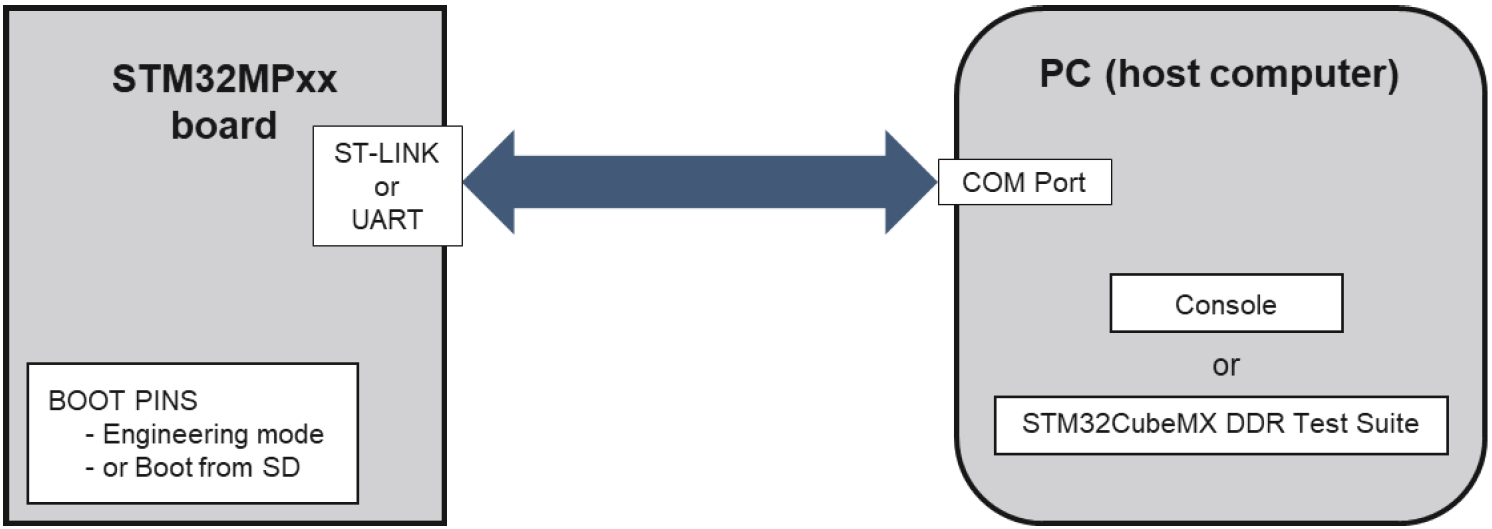 STM32MPxx
board
ST-LINK
or
UART
BOOT PINS
- Engineering mode
- or Boot from SD
PC (host computer)
COM Port
Console
or
STM32CubeMX DDR Test Suite